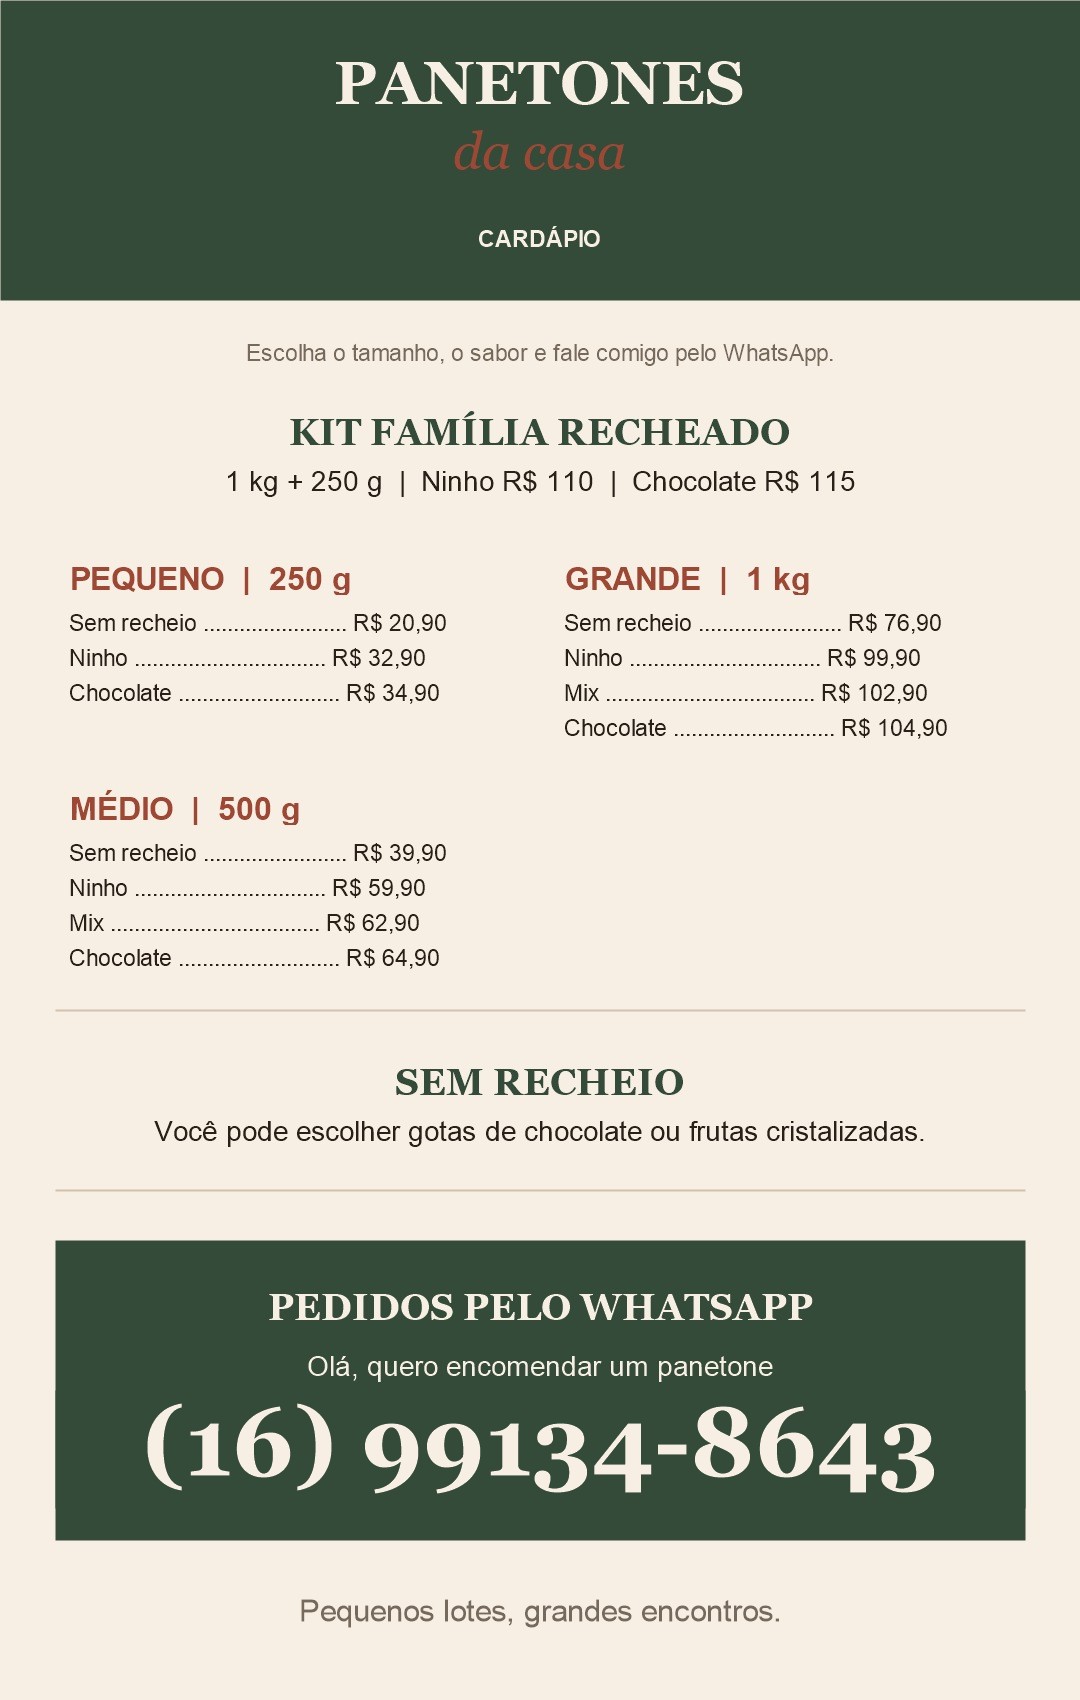 PANETONES
da casa
CARDÁPIO
Escolha o tamanho, o sabor e fale comigo pelo WhatsApp.
KIT FAMÍLIA RECHEADO
1 kg + 250 g | Ninho R$ 110 | Chocolate R$ 115
PEQUENO | 250 g
Sem recheio ........................ R$ 20,90
Ninho ................................ R$ 32,90
Chocolate ........................... R$ 34,90
GRANDE | 1 kg
Sem recheio ........................ R$ 76,90
Ninho ................................ R$ 99,90
Mix ................................... R$ 102,90
Chocolate ........................... R$ 104,90
MÉDIO | 500 g
Sem recheio ........................ R$ 39,90
Ninho ................................ R$ 59,90
Mix ................................... R$ 62,90
Chocolate ........................... R$ 64,90
SEM RECHEIO
Você pode escolher gotas de chocolate ou frutas cristalizadas.
PEDIDOS PELO WHATSAPP
Olá, quero encomendar um panetone
(16) 99134-8643
Pequenos lotes, grandes encontros.